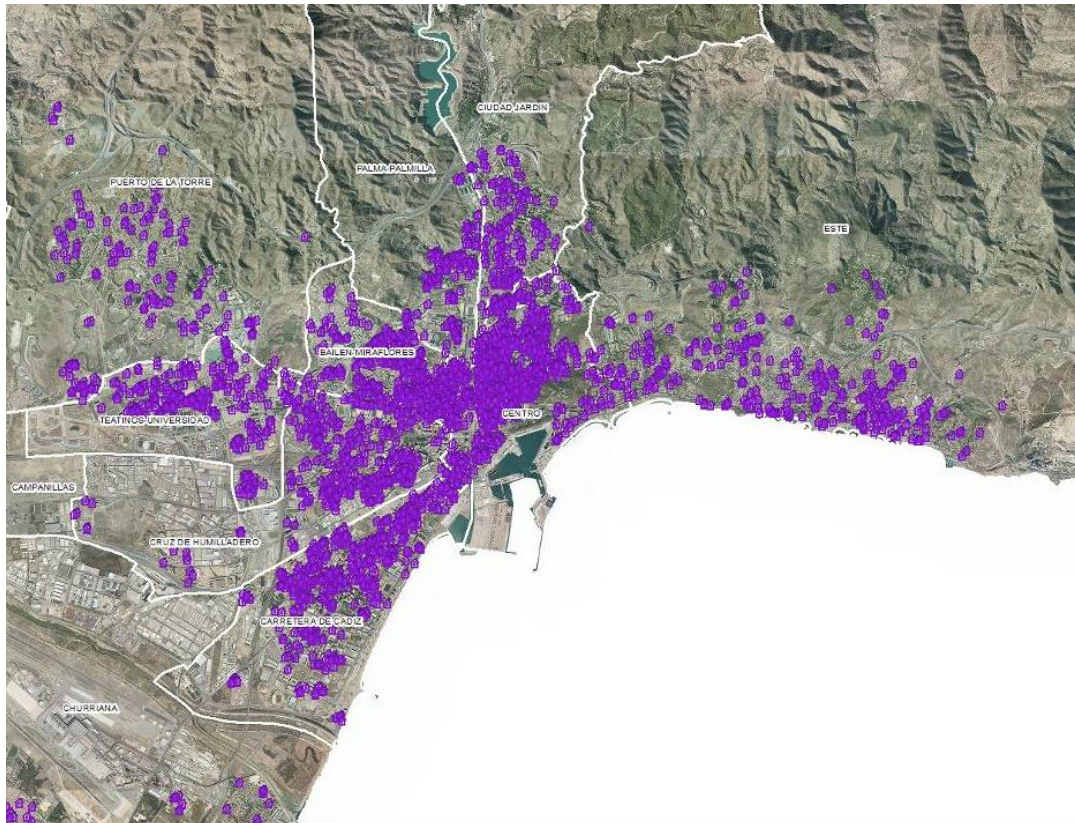 CIUDAD JARDIN
PALMA-PALMILLA
PUERTO DE LA TORRE
ESTE
BAILEN-MIRAFLORES
CENTRO
TEATINOS-UNIVERSIDAD
CAMPANILLAS
CRUZ DE HUMILLADERO
CARRETERA DE CADIZ
CHURRIANA